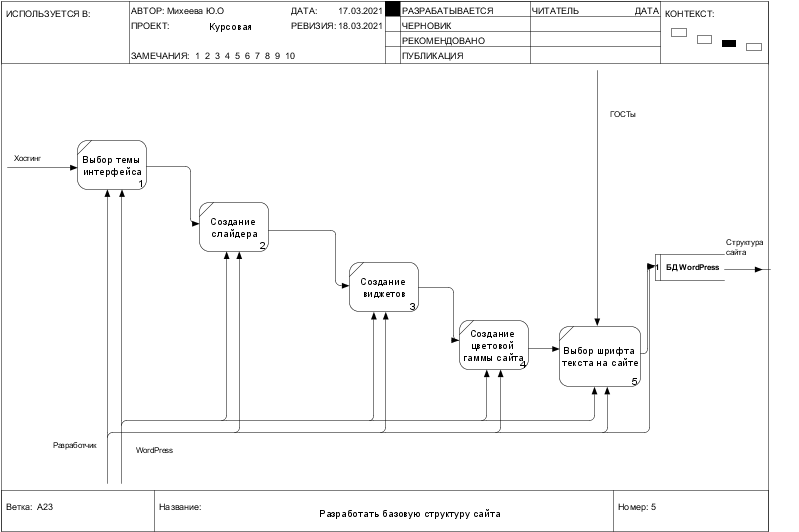 ИСПОЛЬЗУЕТСЯ В:
АВТОР: Михеева Ю.О
ДАТА: 17.03.2021
РАЗРАБАТЫВАЕТСЯ
ЧИТАТЕЛЬ
ДАТА
КОНТЕКСТ:
ПРОЕКТ: Курсовая
РЕВИЗИЯ: 18.03.2021
ЧЕРНОВИК
РЕКОМЕНДОВАНО
ЗАМЕЧАНИЯ: 1 2 3 4 5 6 7 8 9 10
ПУБЛИКАЦИЯ
ГОСТы
Хостинг
Выбор темы
интерфейса
1
Создание
слайдера
2
Создание
виджетов
3
Создание
цветовой
гаммы сайта
4
Выбор шрифта
текста на сайте
5
1
БД WordPress
Структура
сайта
Разработчик
WordPress
Ветка: A23
Название:
Разработать базовую структуру сайта
Номер: 5